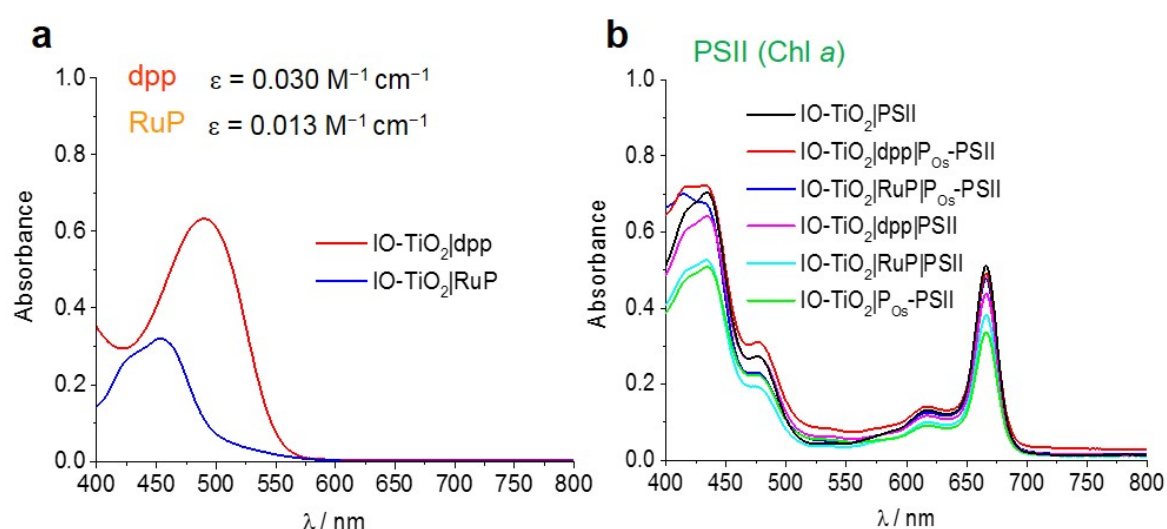 a
dpp ε = 0.030 M⁻¹ cm⁻¹
RuP ε = 0.013 M⁻¹ cm⁻¹
Absorbance
1.0
0.8
0.6
0.4
0.2
0.0
IO-TiO₂|dpp
IO-TiO₂|RuP
400 450 500 550 600 650 700 750 800
λ / nm
b
PSII (Chl a)
Absorbance
1.0
0.8
0.6
0.4
0.2
0.0
IO-TiO₂|PSII
IO-TiO₂|dpp|P_Os-PSII
IO-TiO₂|RuP|P_Os-PSII
IO-TiO₂|dpp|PSII
IO-TiO₂|RuP|PSII
IO-TiO₂|P_Os-PSII
400 450 500 550 600 650 700 750 800
λ / nm